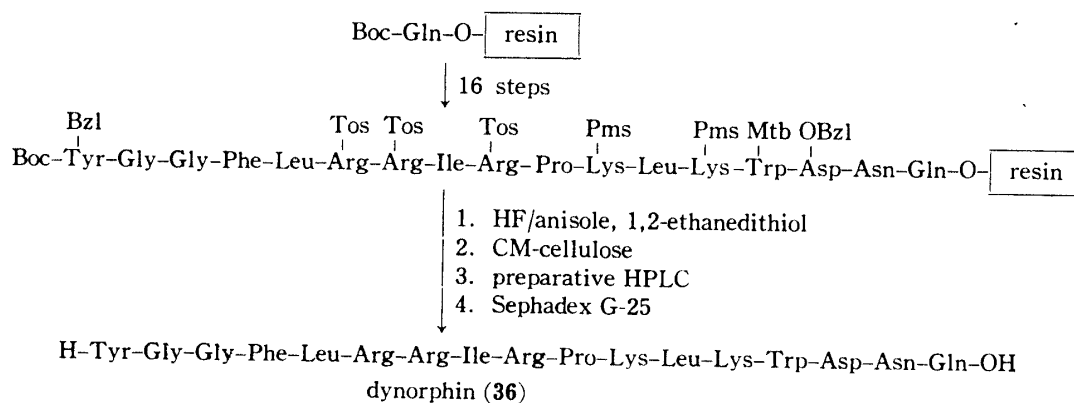 Boc–Gln–O– resin
16 steps
Bzl Tos Tos Tos Pms Pms Mtb OBzl
Boc–Tyr–Gly–Gly–Phe–Leu–Arg–Arg–Ile–Arg–Pro–Lys–Leu–Lys–Trp–Asp–Asn–Gln–O– resin
1. HF/anisole, 1,2-ethanedithiol
2. CM-cellulose
3. preparative HPLC
4. Sephadex G-25
H–Tyr–Gly–Gly–Phe–Leu–Arg–Arg–Ile–Arg–Pro–Lys–Leu–Lys–Trp–Asp–Asn–Gln–OH
dynorphin (36)